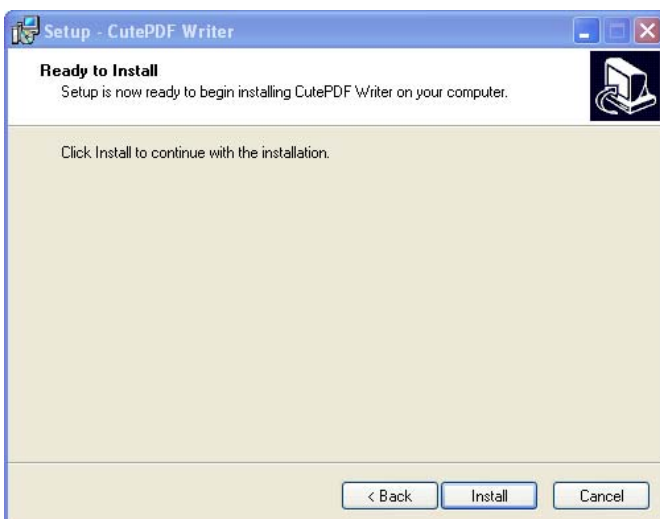 Setup - CutePDF Writer
Ready to Install
Setup is now ready to begin installing CutePDF Writer on your computer.
Click Install to continue with the installation.
< Back Install Cancel